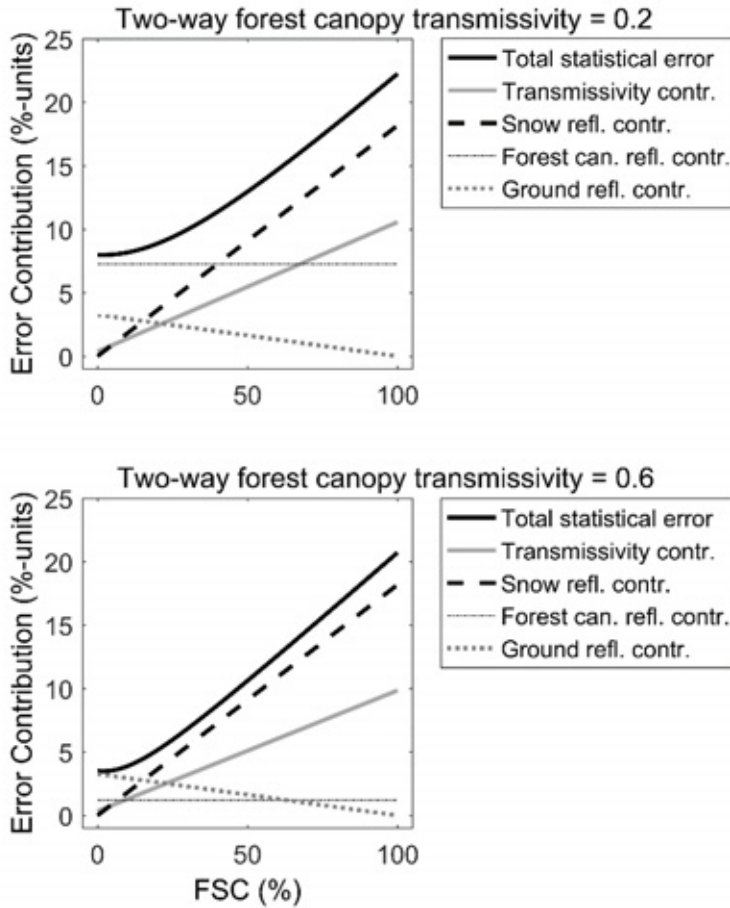 Two-way forest canopy transmissivity = 0.2
Error Contribution (%-units)
25
20
15
10
5
0
0 50 100
Total statistical error
Transmissivity contr.
Snow refl. contr.
Forest can. refl. contr.
Ground refl. contr.
Two-way forest canopy transmissivity = 0.6
Error Contribution (%-units)
25
20
15
10
5
0
0 50 100
FSC (%)
Total statistical error
Transmissivity contr.
Snow refl. contr.
Forest can. refl. contr.
Ground refl. contr.